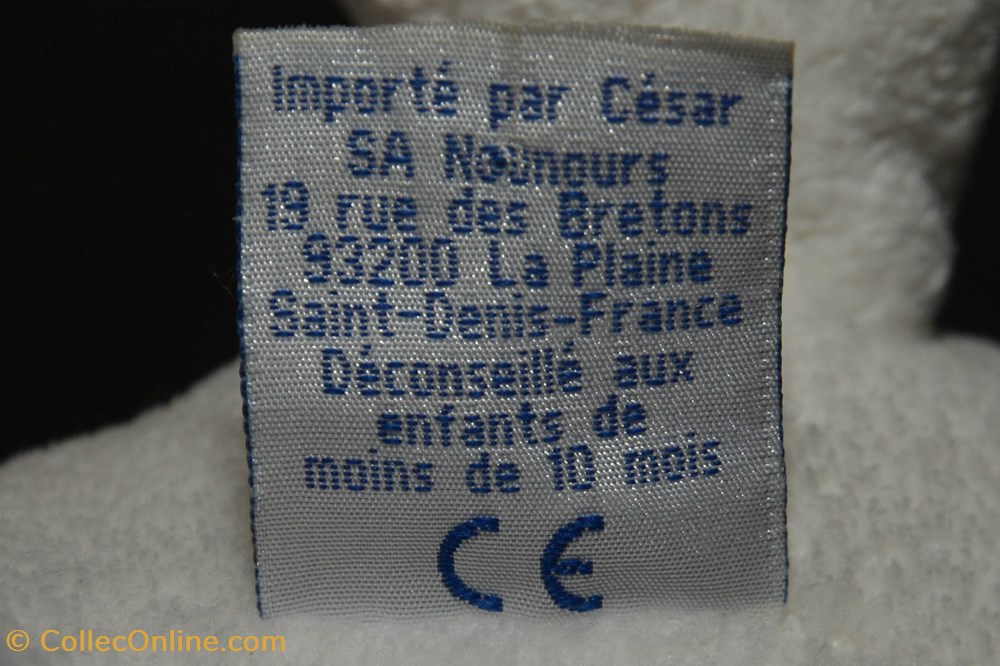 Importé par César
SA Nounours
19 rue des Bretons
93200 La Plaine
Saint-Denis-France
Déconseillé aux
enfants de
moins de 10 mois
CE
© CollecOnline.com